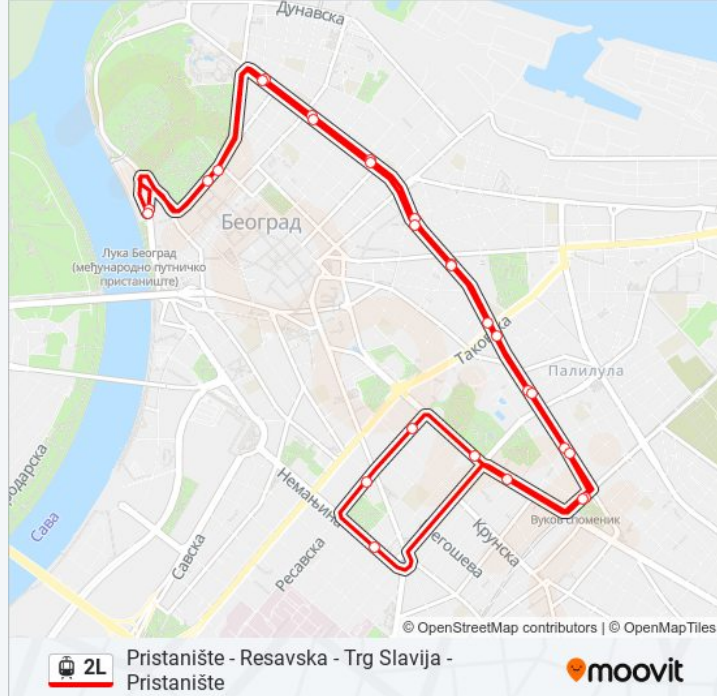 Дунавска
Београд
Лука Београд
(међународно путничко
пристаниште)
Таковска
Палилула
Немањина
Вуков споменик
Крунска
Његошева
Ресавска
Савска
Сава
© OpenStreetMap contributors | © OpenMapTiles
2L
Pristanište - Resavska - Trg Slavija -
Pristanište
moovit